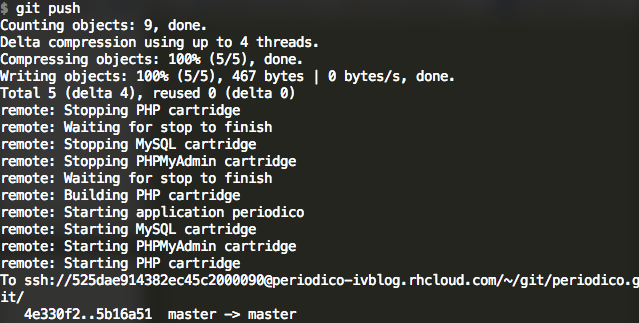 $ git push
Counting objects: 9, done.
Delta compression using up to 4 threads.
Compressing objects: 100% (5/5), done.
Writing objects: 100% (5/5), 467 bytes | 0 bytes/s, done.
Total 5 (delta 4), reused 0 (delta 0)
remote: Stopping PHP cartridge
remote: Waiting for stop to finish
remote: Stopping MySQL cartridge
remote: Stopping PHPMyAdmin cartridge
remote: Waiting for stop to finish
remote: Building PHP cartridge
remote: Starting application periodico
remote: Starting MySQL cartridge
remote: Starting PHPMyAdmin cartridge
remote: Starting PHP cartridge
To ssh://525dae914382ec45c2000090@periodico-ivblog.rhcloud.com/~/git/periodico.g
it/
   4e330f2..5b16a51  master -> master